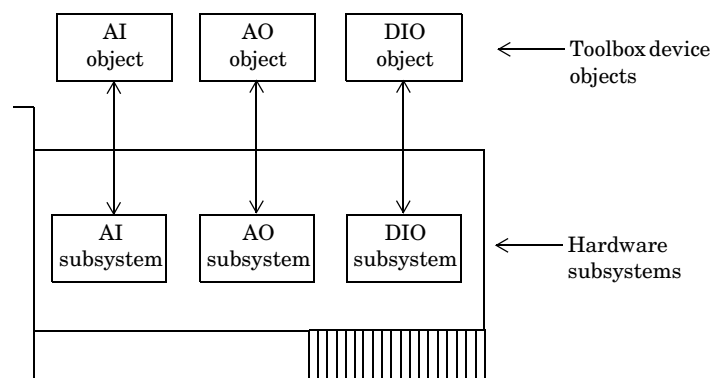 AI
object
AO
object
DIO
object
Toolbox device
objects
AI
subsystem
AO
subsystem
DIO
subsystem
Hardware
subsystems